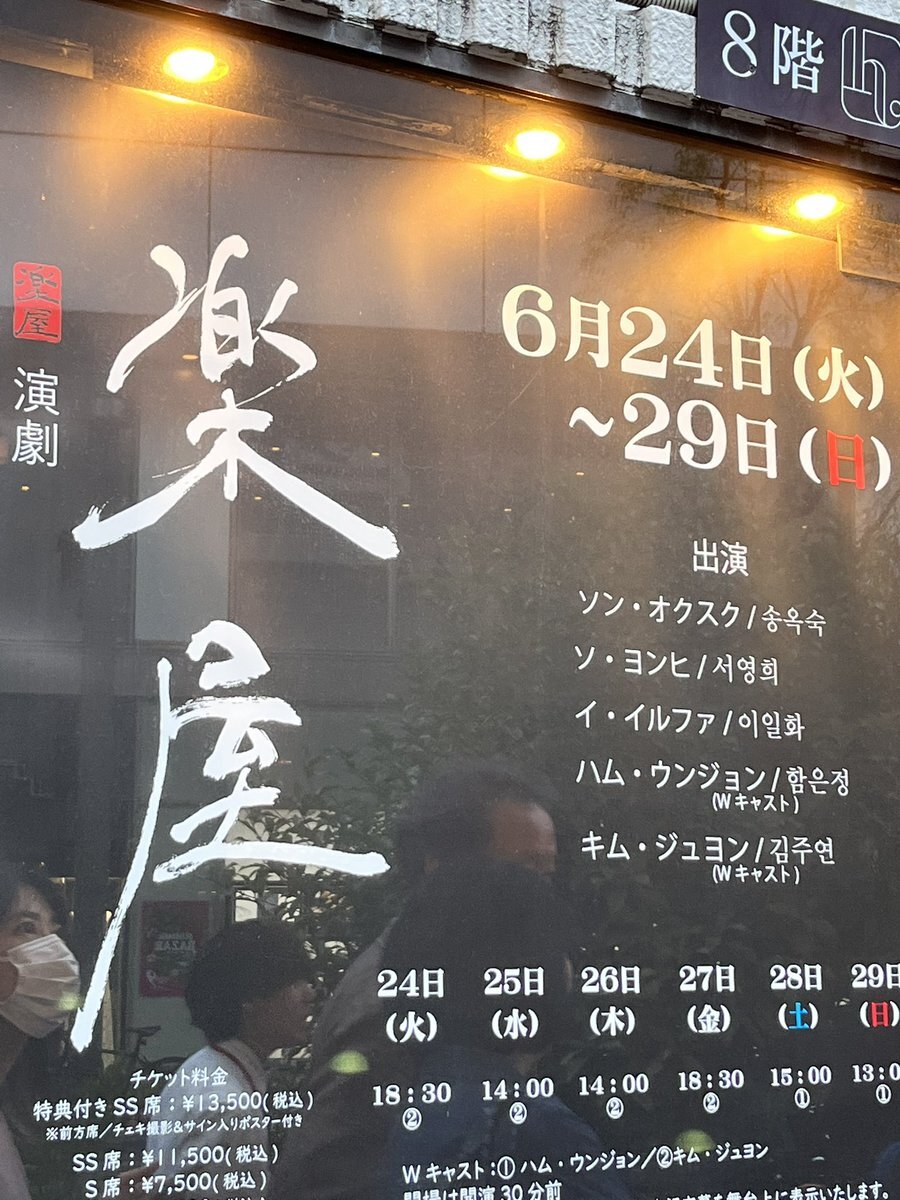 8階
楽屋
演劇
楽屋
6月24日(火)
~29日(日)
出演
ソン・オクスク/송옥숙
ソ・ヨンヒ/서영희
イ・イルファ/이일화
ハム・ウンジョン/함은정
(Wキャスト)
キム・ジュヨン/김주연
(Wキャスト)
24日 25日 26日 27日 28日 29日
(火) (水) (木) (金) (土) (日)
18:30 14:00 14:00 18:30 15:00 13:0
② ② ② ② ① ①
チケット料金
特典付きSS席:¥13,500(税込)
※前方席/チェキ撮影&サイン入りポスター付き
SS席:¥11,500(税込)
S席:¥7,500(税込)
Wキャスト:① ハム・ウンジョン/②キム・ジュヨン
開場は開演30分前